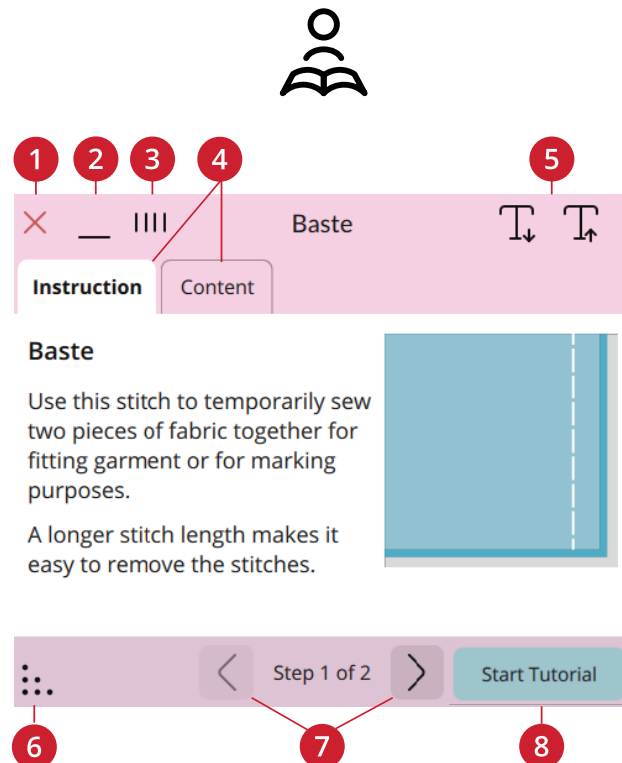 1 2 3 4 5
Baste
Instruction Content
Baste
Use this stitch to temporarily sew
two pieces of fabric together for
fitting garment or for marking
purposes.
A longer stitch length makes it
easy to remove the stitches.
Step 1 of 2 Start Tutorial
6 7 8